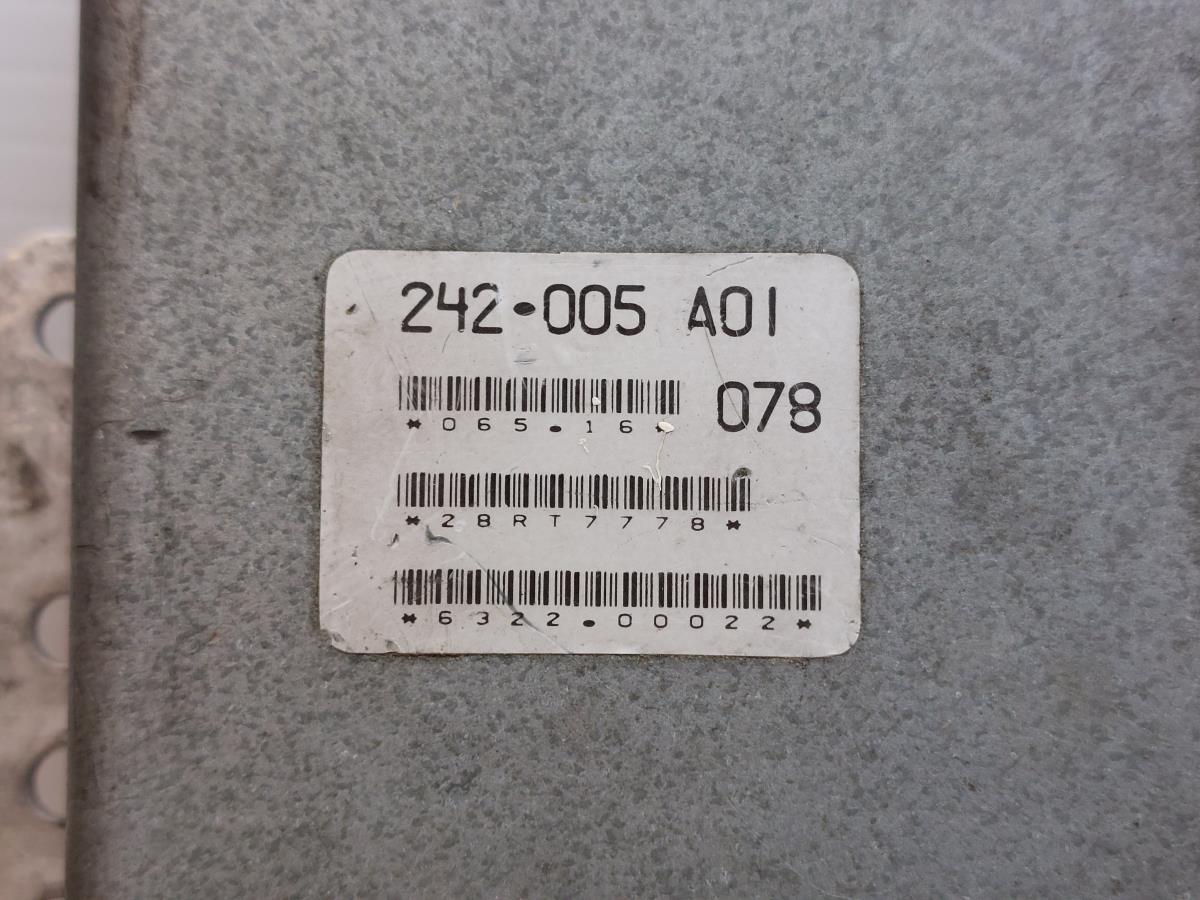 242-005 A01
*065.16* 078
*28RT7778*
*6322.00022*